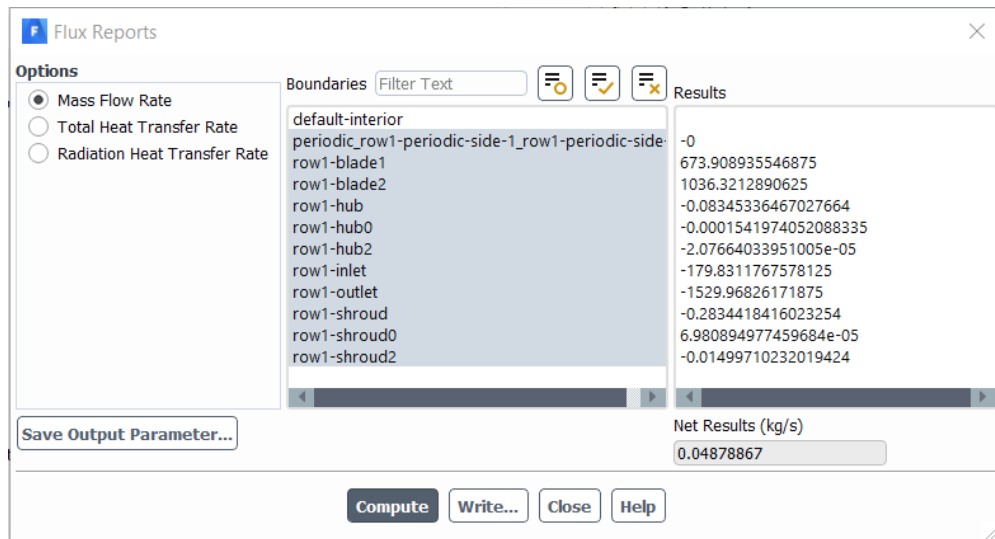 Flux Reports
Options
Mass Flow Rate
Total Heat Transfer Rate
Radiation Heat Transfer Rate
Save Output Parameter...
Boundaries Filter Text
default-interior
periodic_row1-periodic-side-1_row1-periodic-side-
row1-blade1
row1-blade2
row1-hub
row1-hub0
row1-hub2
row1-inlet
row1-outlet
row1-shroud
row1-shroud0
row1-shroud2
Results
-0
673.908935546875
1036.3212890625
-0.08345336467027664
-0.0001541974052088335
-2.07664033951005e-05
-179.8311767578125
-1529.96826171875
-0.2834418416023254
6.980894977459684e-05
-0.01499710232019424
Net Results (kg/s)
0.04878867
Compute Write... Close Help